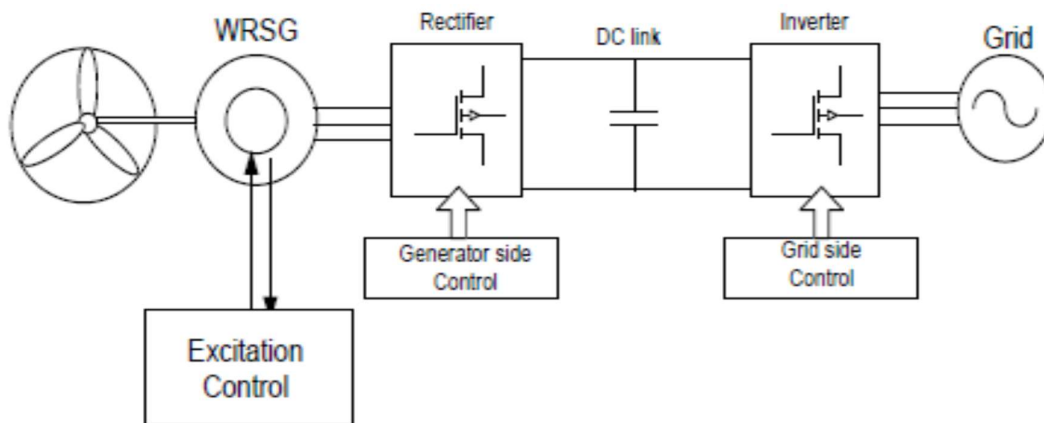 WRSG
Rectifier
DC link
Inverter
Grid
Generator side
Control
Grid side
Control
Excitation
Control